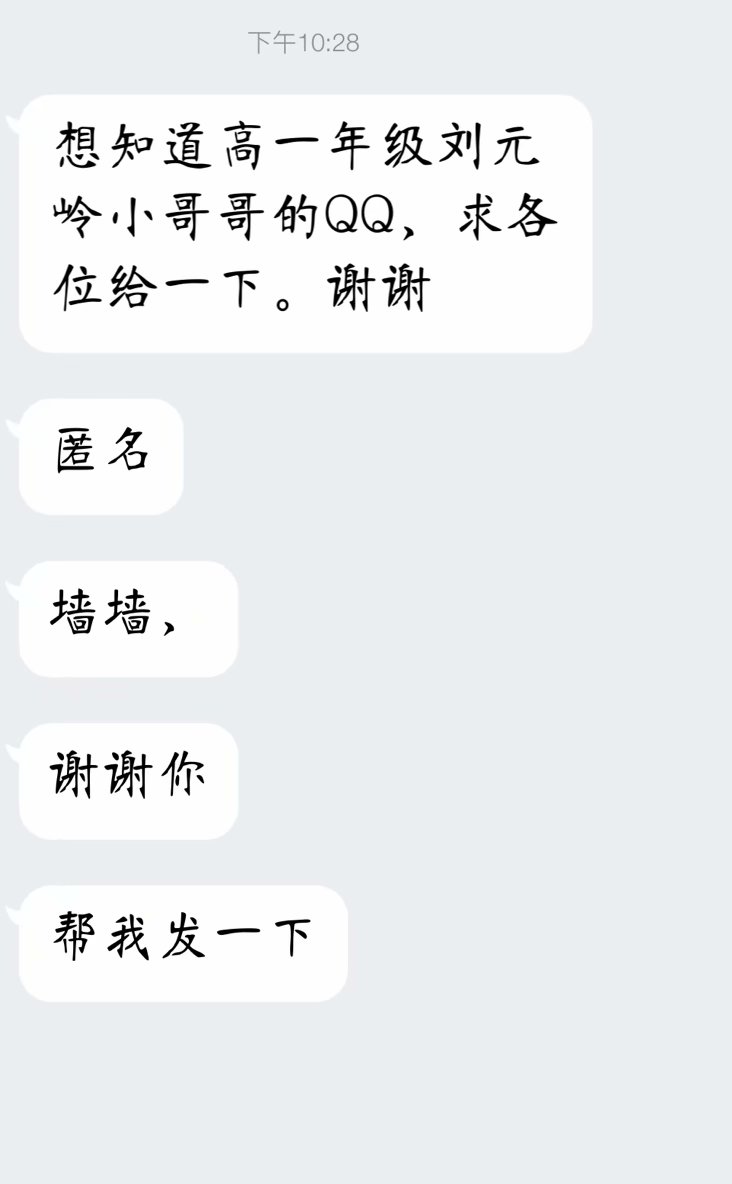 下午10:28
想知道高一年级刘元
岭小哥哥的QQ，求各
位给一下。谢谢
匿名
墙墙，
谢谢你
帮我发一下